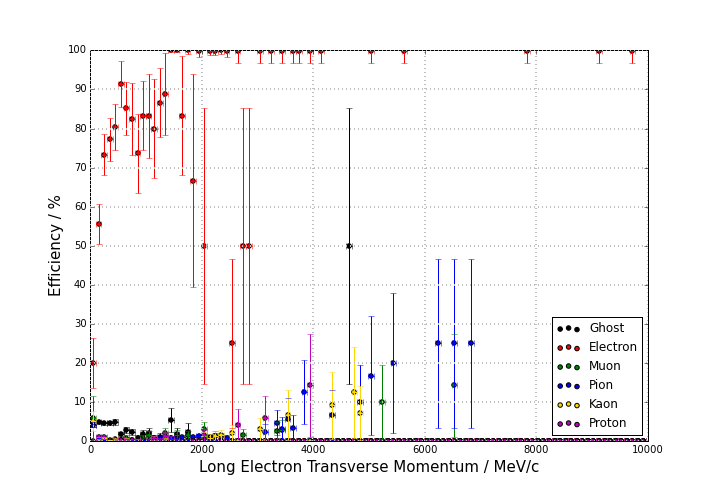 100
90
80
70
60
50
40
30
20
10
0
Efficiency / %
0
2000
4000
6000
8000
10000
Long Electron Transverse Momentum / MeV/c
Ghost
Electron
Muon
Pion
Kaon
Proton